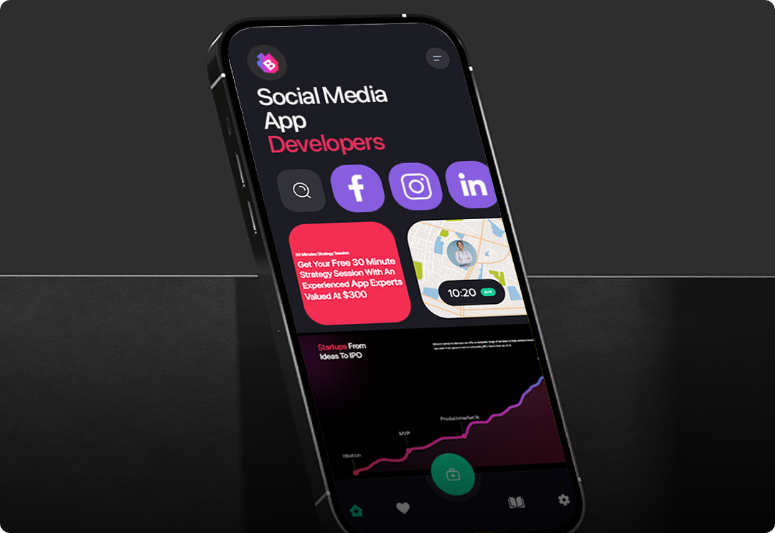 B
Social Media
App
Developers
f
in
30 Minutes Strategy Session
Get Your Free 30 Minute
Strategy Session With An
Experienced App Experts
Valued At $300
10:20
Startups From
Ideas To IPO
Ideation
MVP
Product-market fit